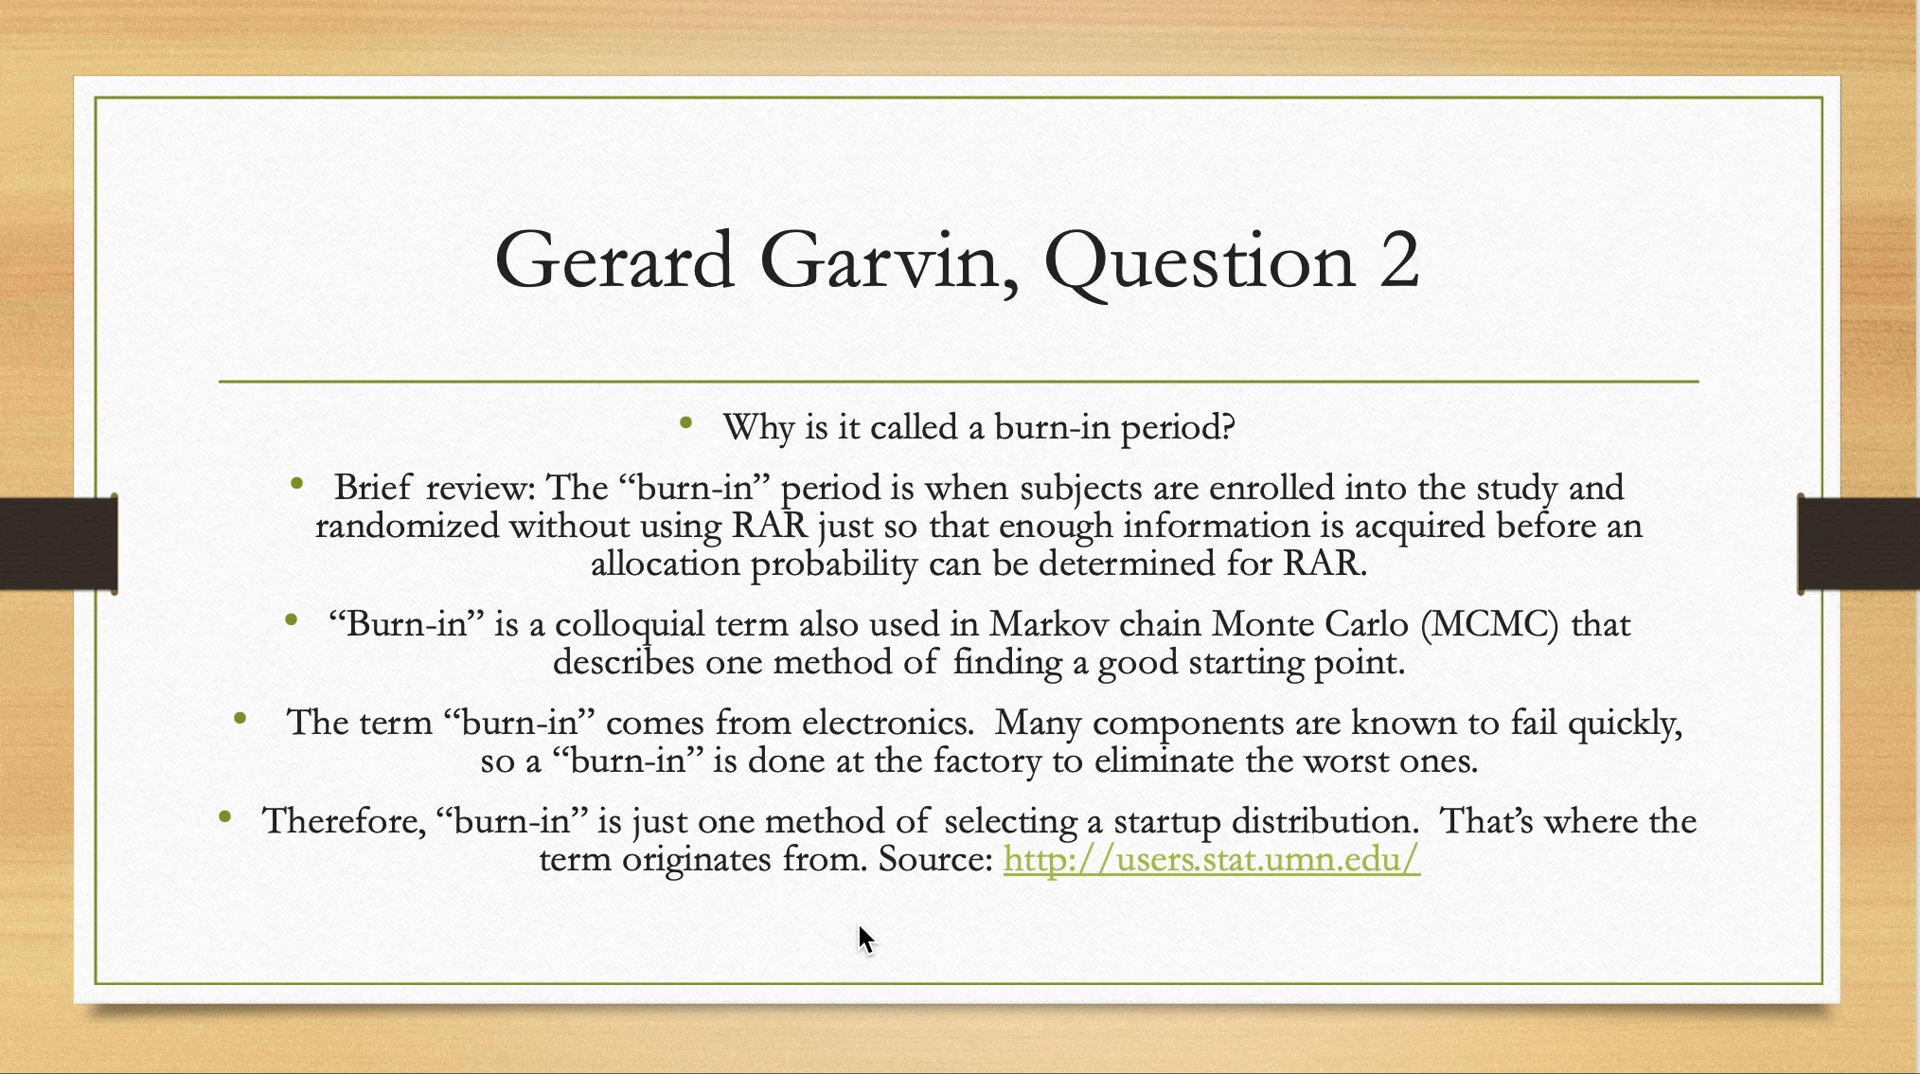 Gerard Garvin, Question 2
• Why is it called a burn-in period?
• Brief review: The “burn-in” period is when subjects are enrolled into the study and
randomized without using RAR just so that enough information is acquired before an
allocation probability can be determined for RAR.
• “Burn-in” is a colloquial term also used in Markov chain Monte Carlo (MCMC) that
describes one method of finding a good starting point.
• The term “burn-in” comes from electronics.  Many components are known to fail quickly,
so a “burn-in” is done at the factory to eliminate the worst ones.
• Therefore, “burn-in” is just one method of selecting a startup distribution.  That’s where the
term originates from. Source: http://users.stat.umn.edu/